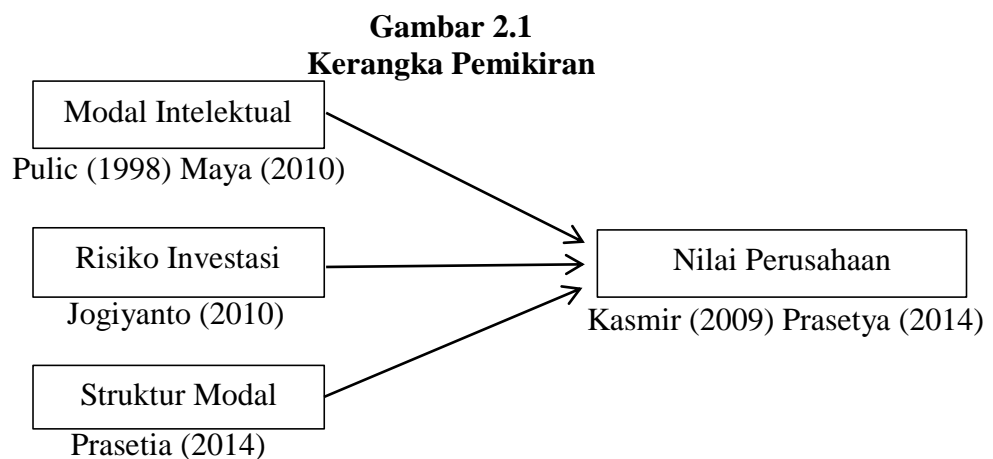 Gambar 2.1
Kerangka Pemikiran
Modal Intelektual
Pulic (1998) Maya (2010)
Risiko Investasi
Jogiyanto (2010)
Nilai Perusahaan
Kasmir (2009) Prasetya (2014)
Struktur Modal
Prasetia (2014)